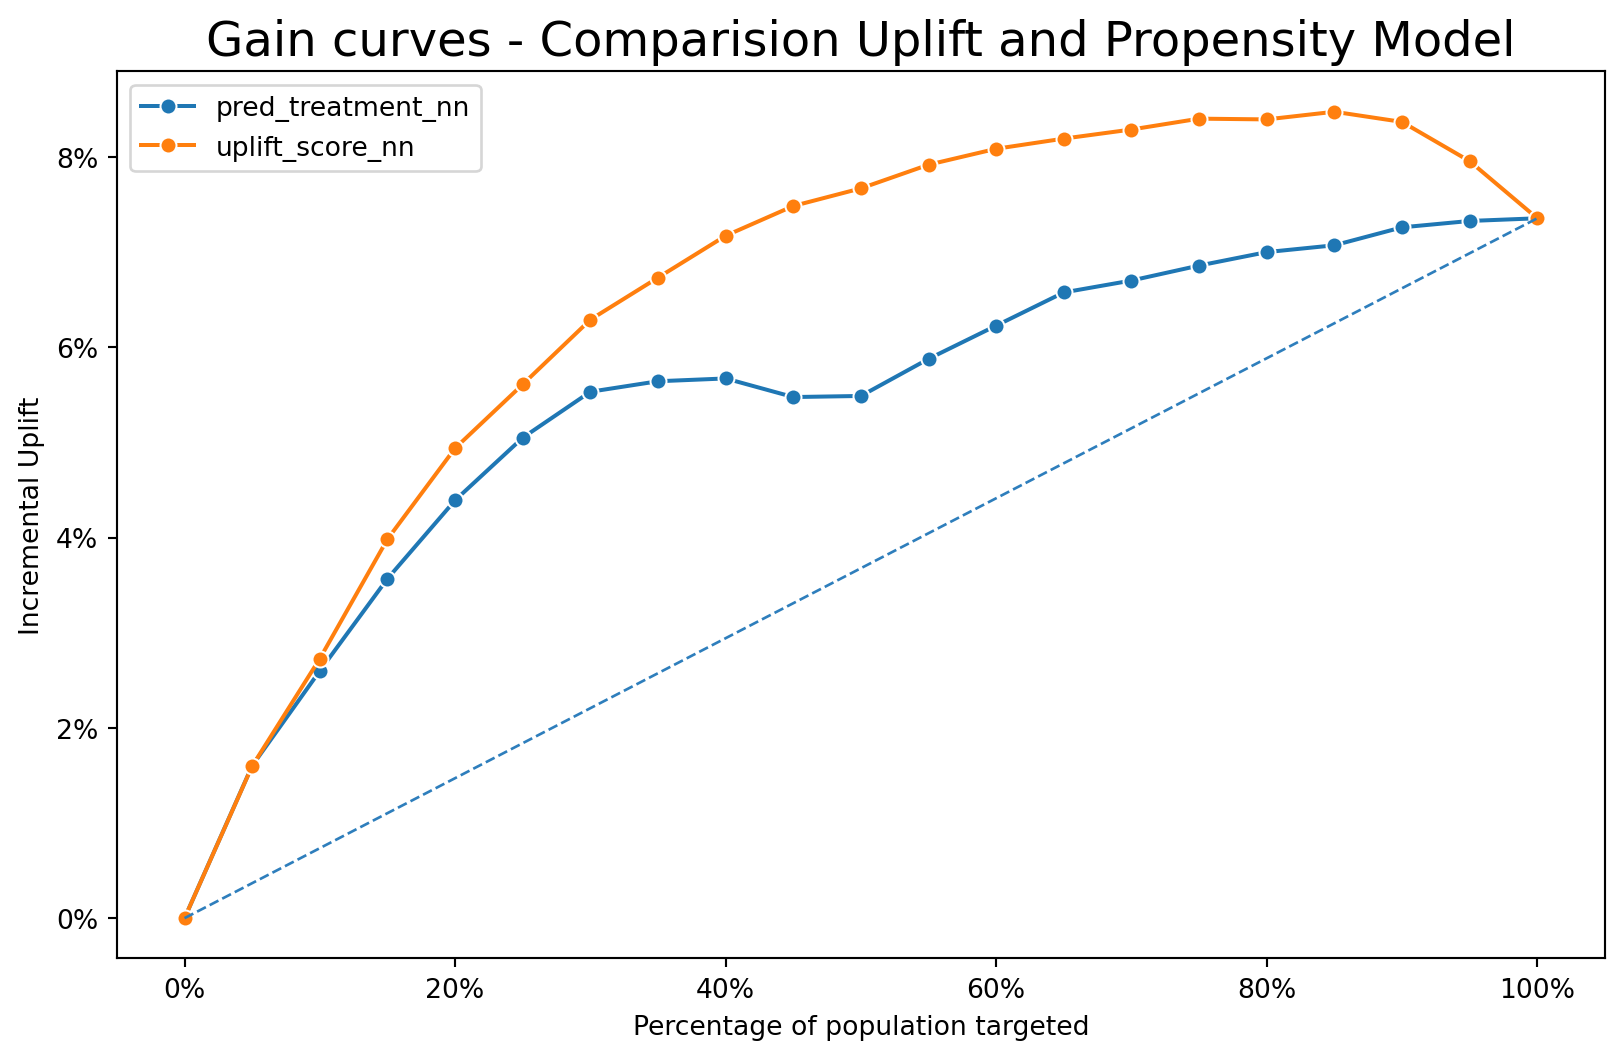 Gain curves - Comparision Uplift and Propensity Model
pred_treatment_nn
uplift_score_nn
8%
6%
4%
2%
0%
Incremental Uplift
0%
20%
40%
60%
80%
100%
Percentage of population targeted